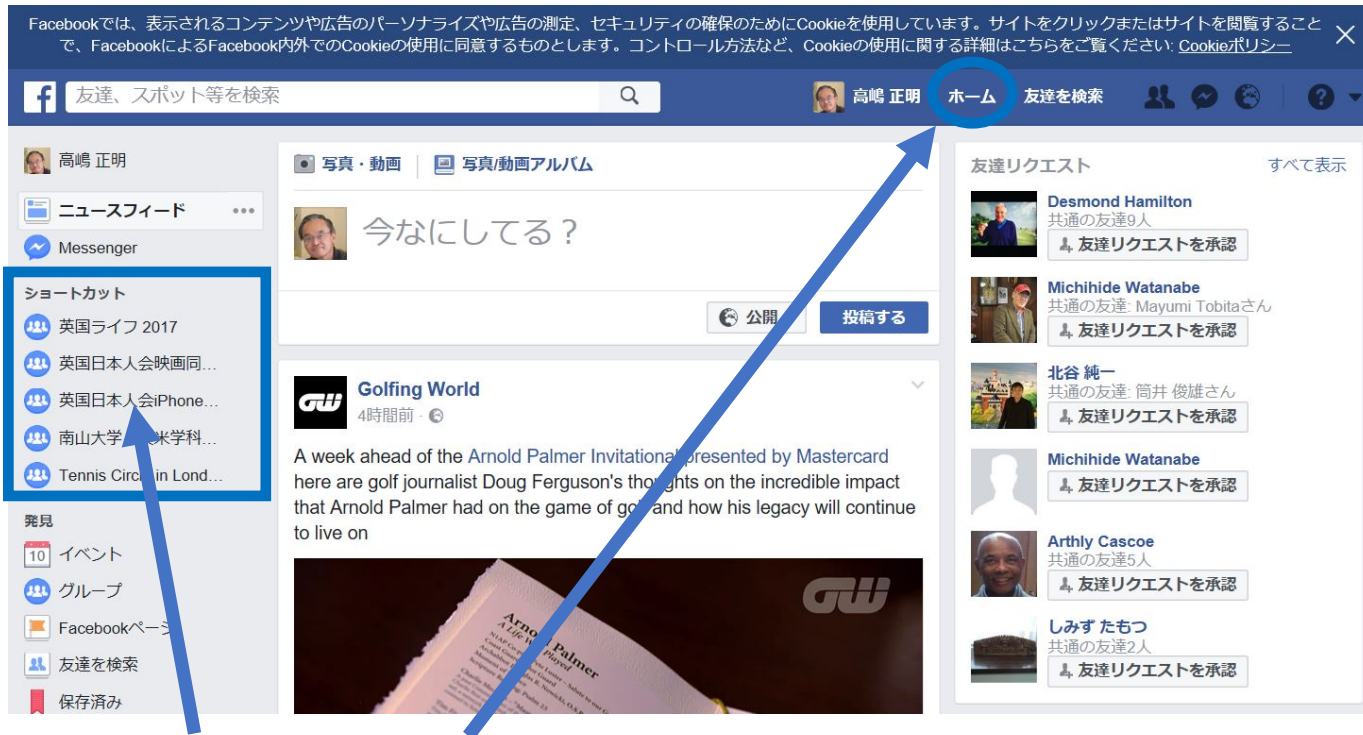 Facebookでは、表示されるコンテンツや広告のパーソナライズや広告の測定、セキュリティの確保のためにCookieを使用しています。サイトをクリックまたはサイトを閲覧すること
で、FacebookによるFacebook内外でのCookieの使用に同意するものとします。コントロール方法など、Cookieの使用に関する詳細はこちらをご覧ください: Cookieポリシー
友達、スポット等を検索
高嶋 正明 ホーム 友達を検索
高嶋 正明
ニュースフィード
Messenger
ショートカット
英国ライフ 2017
英国日本人会映画同...
英国日本人会iPhone...
南山大学 米学科...
Tennis Circle in Lond...
発見
10 イベント
グループ
Facebookページ
友達を検索
保存済み
写真・動画 写真/動画アルバム
今なにしてる？
公開 投稿する
GW
Golfing World
4時間前
A week ahead of the Arnold Palmer Invitational presented by Mastercard
here are golf journalist Doug Ferguson's thoughts on the incredible impact
that Arnold Palmer had on the game of golf and how his legacy will continue
to live on
GW
Arnold Palmer
A Life Well Played
友達リクエスト すべて表示
Desmond Hamilton
共通の友達9人
友達リクエストを承認
Michihide Watanabe
共通の友達: Mayumi Tobitaさん
友達リクエストを承認
北谷 純一
共通の友達: 筒井 俊雄さん
友達リクエストを承認
Michihide Watanabe
友達リクエストを承認
Arthly Cascoe
共通の友達5人
友達リクエストを承認
しみず たもつ
共通の友達2人
友達リクエストを承認